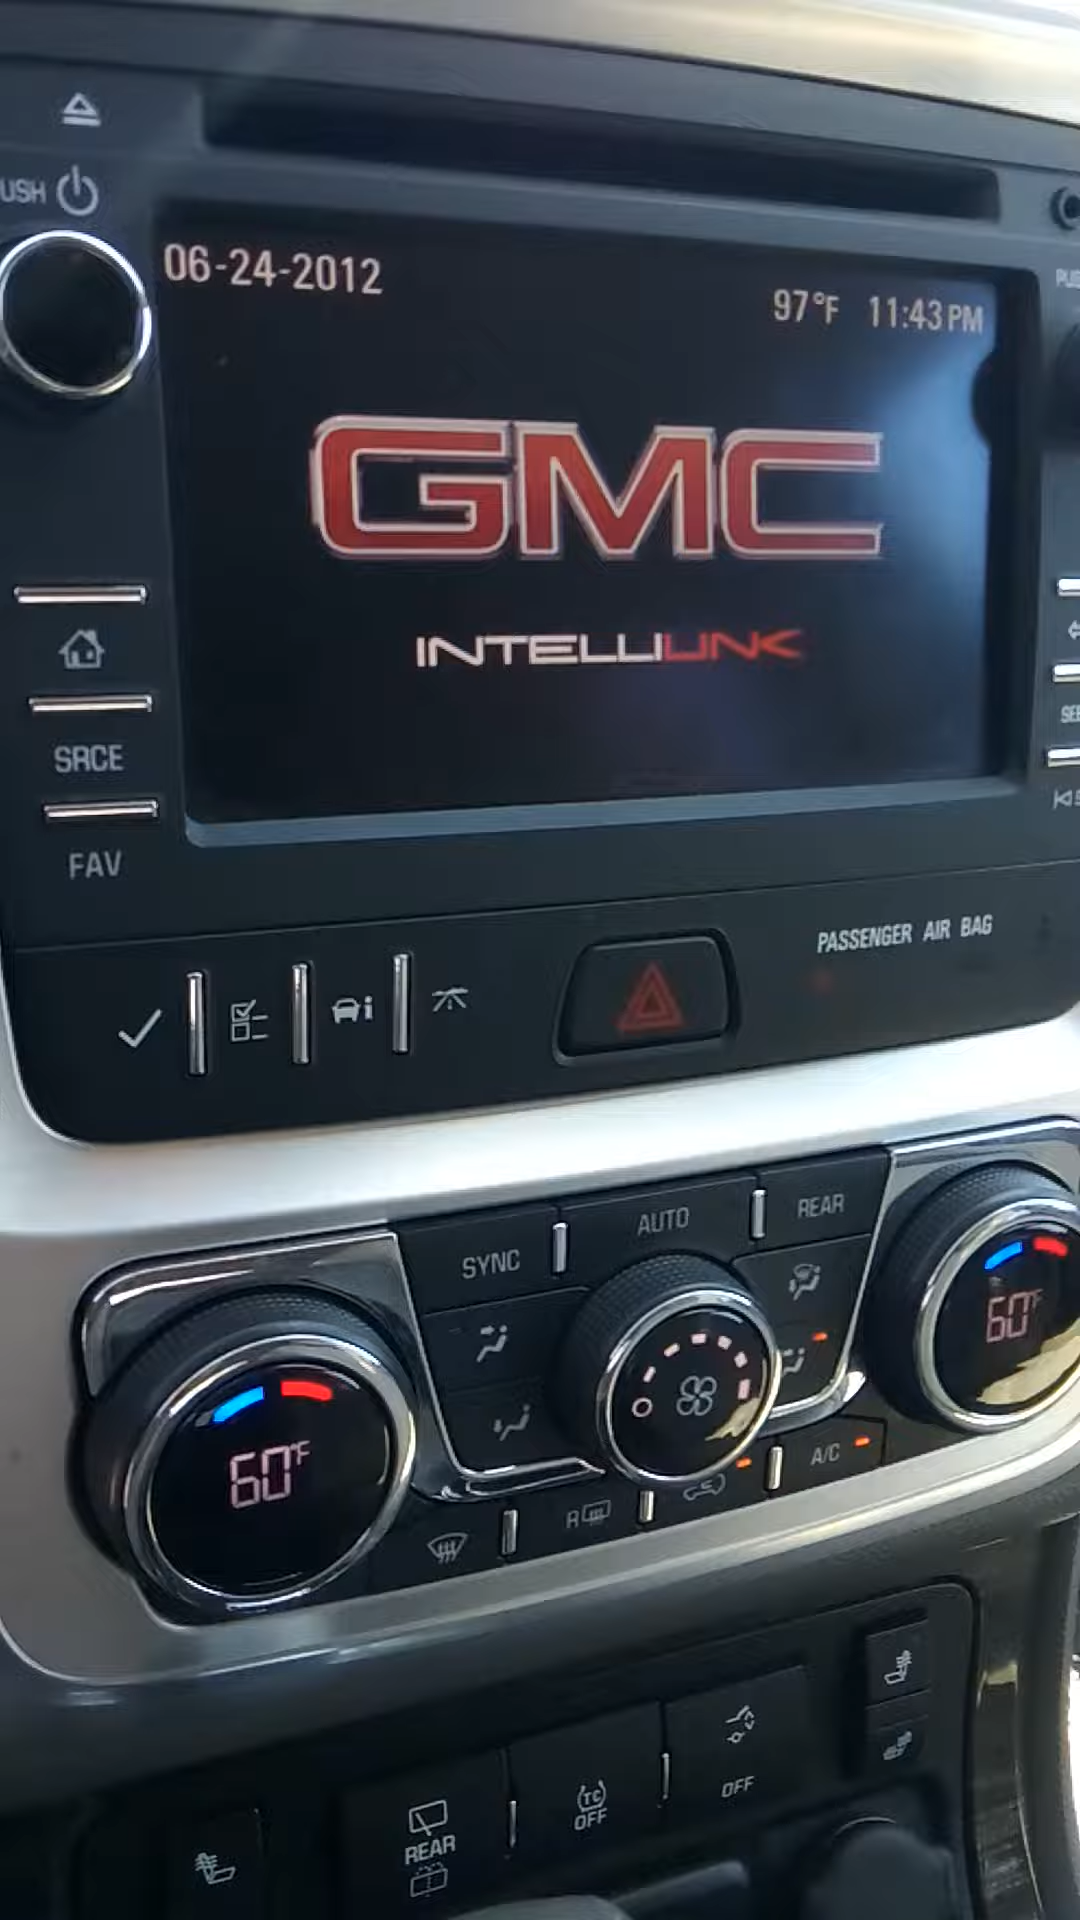 USH
06-24-2012
97°F 11:43 PM
GMC
INTELLILINK
SRCE
FAV
PASSENGER AIR BAG
SYNC
AUTO
REAR
60°F
60°F
A/C
R
TC
OFF
OFF
REAR